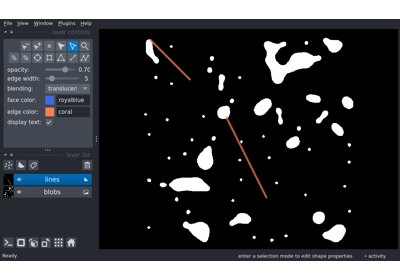 File View Window Plugins Help
layer controls
opacity: 0.70
edge width: 5
blending: translucen
face color: royalblue
edge color: coral
display text:
layer list
lines
blobs
Ready enter a selection mode to edit shape properties activity